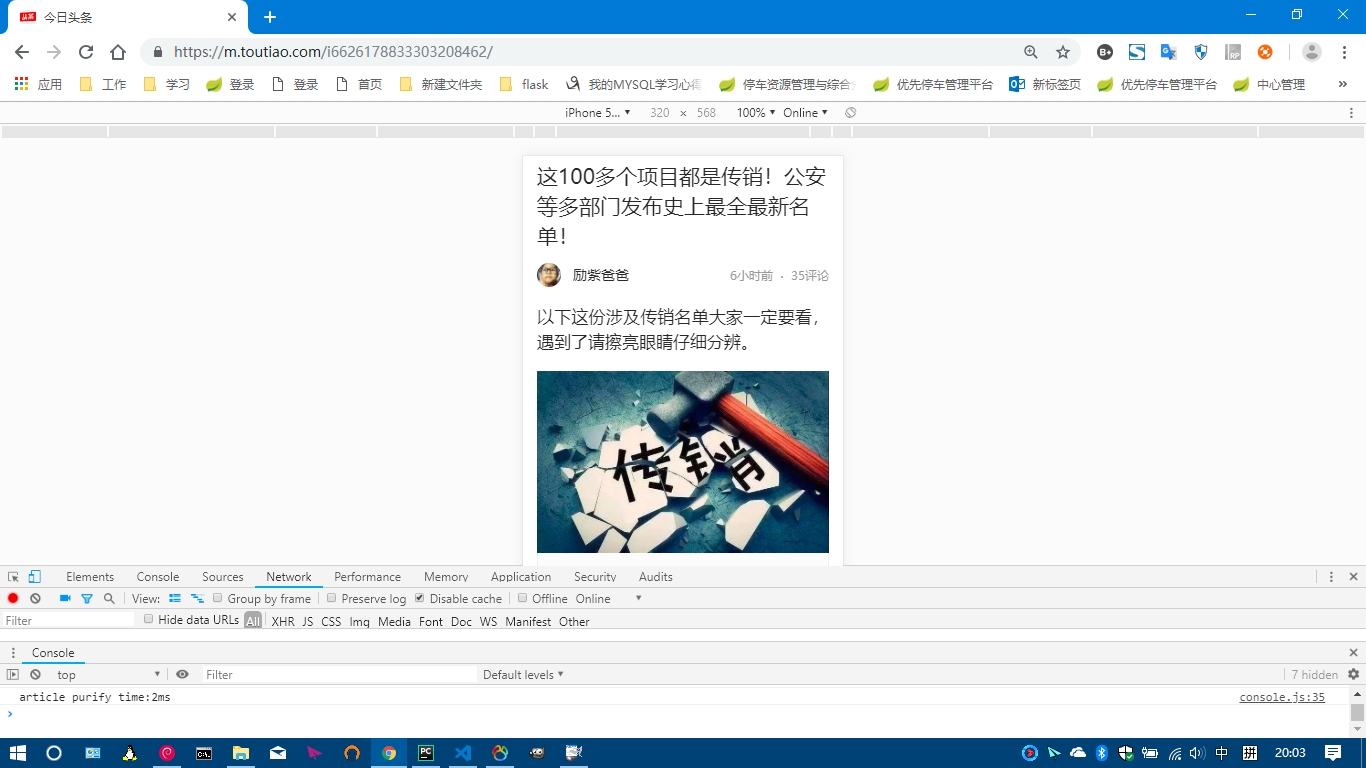 今日头条
https://m.toutiao.com/i6626178833303208462/
应用 工作 学习 登录 登录 首页 新建文件夹 flask 我的MYSQL学习心得 停车资源管理与综合 优先停车管理平台 新标签页 优先停车管理平台 中心管理 »
iPhone 5... ▼ 320 × 568 100% ▼ Online ▼
这100多个项目都是传销！公安
等多部门发布史上最全最新名
单！
励紫爸爸 6小时前 · 35评论
以下这份涉及传销名单大家一定要看，
遇到了请擦亮眼睛仔细分辨。
传销
Elements Console Sources Network Performance Memory Application Security Audits
View: Group by frame Preserve log Disable cache Offline Online ▼
Filter Hide data URLs All XHR JS CSS Img Media Font Doc WS Manifest Other
Console
top ▼ Filter Default levels ▼ 7 hidden
article purify time:2ms console.js:35
›
PC 中 拼 20:03